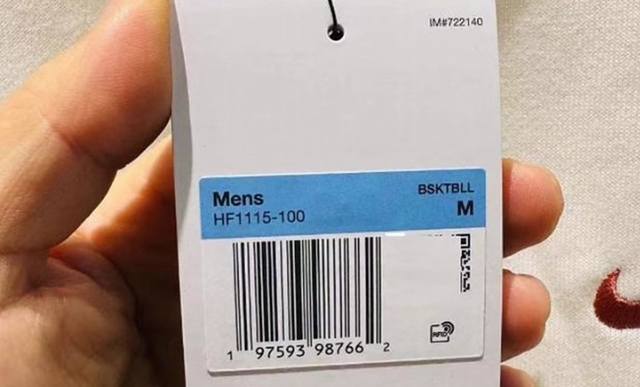 IM#722140
Mens BSKTBLL
HF1115-100 M
RFID
1 97593 98766 2